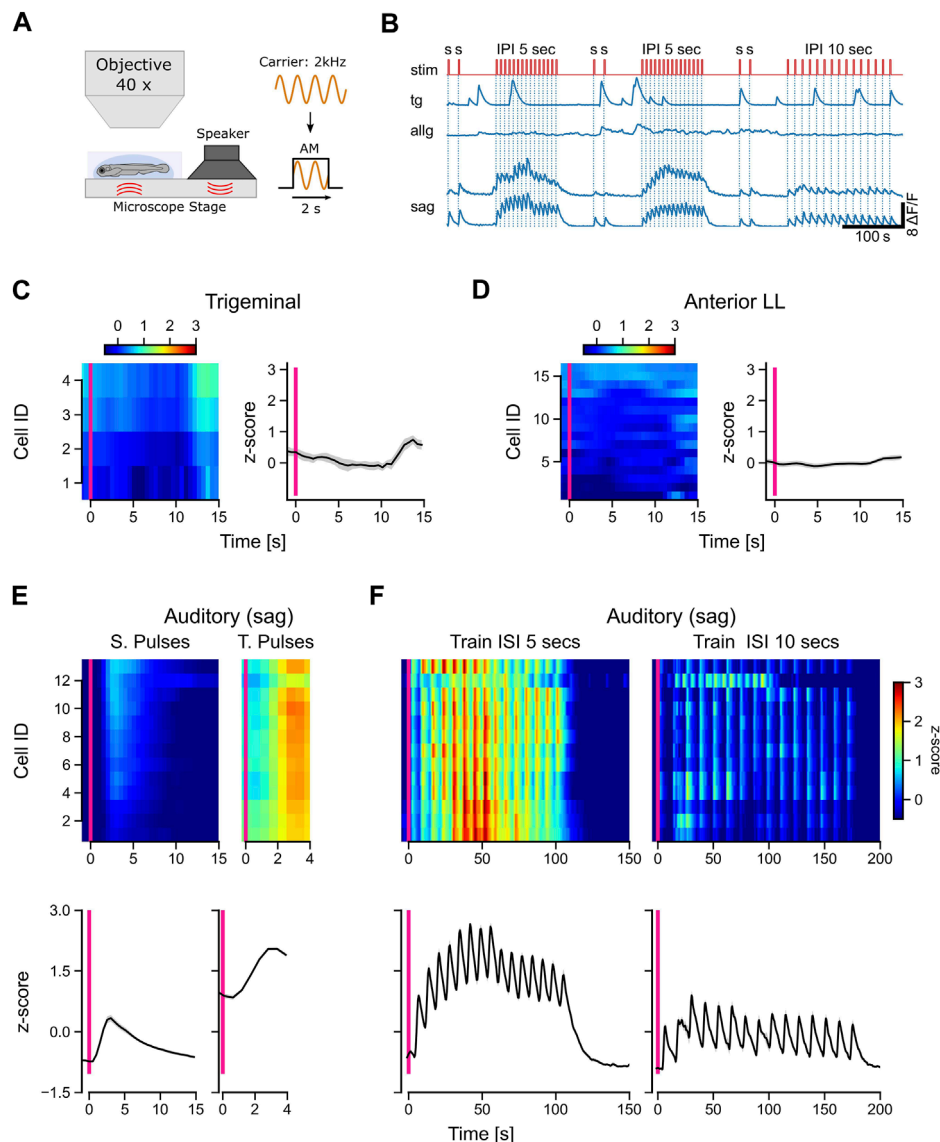 A
Objective
40 x
Speaker
Microscope Stage
Carrier: 2kHz
AM
2 s
B
s s IPI 5 sec s s IPI 5 sec s s IPI 10 sec
stim
tg
allg
sag
8 ΔF/F
100 s
C
Trigeminal
0 1 2 3
Cell ID
4
3
2
1
0 5 10 15
z-score
3
2
1
0
0 5 10 15
Time [s]
D
Anterior LL
0 1 2 3
Cell ID
15
10
5
0 5 10 15
z-score
3
2
1
0
0 5 10 15
Time [s]
E
Auditory (sag)
S. Pulses T. Pulses
Cell ID
12
10
8
6
4
2
0 5 10 15
0 2 4
z-score
3.0
1.5
0.0
−1.5
0 5 10 15
0 2 4
Time [s]
F
Auditory (sag)
Train ISI 5 secs Train ISI 10 secs
0 50 100 150
0 50 100 150 200
3
2
1
0
z-score
0 50 100 150
0 50 100 150 200
Time [s]